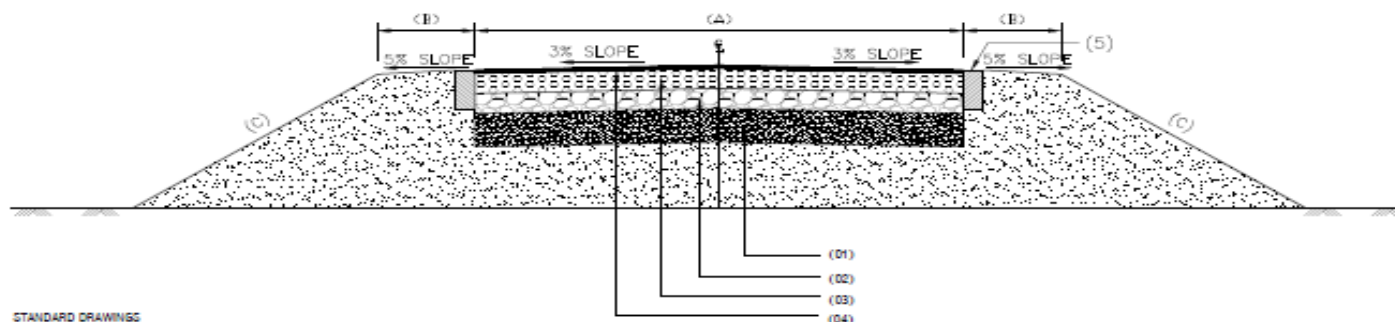 (B) (A) (B)
5% SLOPE 3% SLOPE ℄ 3% SLOPE (5) 5% SLOPE
(C) (C)
(01)
(02)
(03)
(04)
STANDARD DRAWINGS